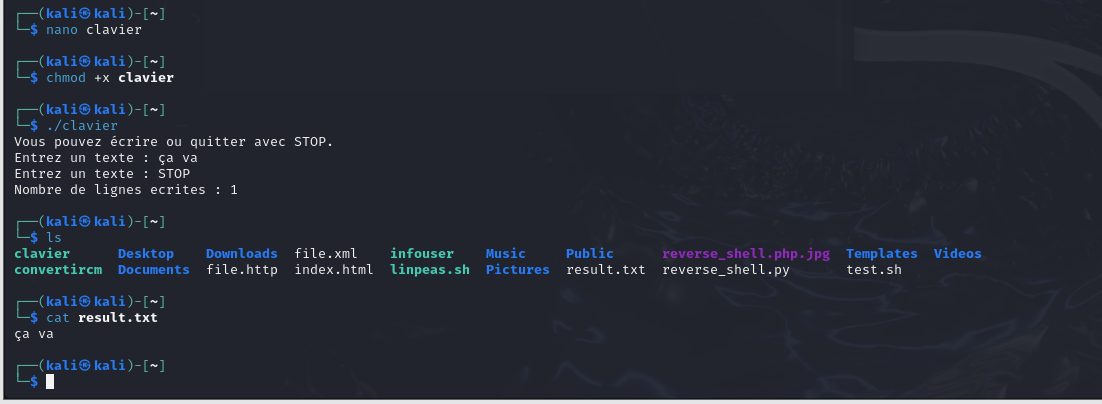 ┌──(kali㉿kali)-[~]
└─$ nano clavier
┌──(kali㉿kali)-[~]
└─$ chmod +x clavier
┌──(kali㉿kali)-[~]
└─$ ./clavier
Vous pouvez écrire ou quitter avec STOP.
Entrez un texte : ça va
Entrez un texte : STOP
Nombre de lignes ecrites : 1
┌──(kali㉿kali)-[~]
└─$ ls
clavier Desktop Downloads file.xml infouser Music Public reverse_shell.php.jpg Templates Videos
convertircm Documents file.http index.html linpeas.sh Pictures result.txt reverse_shell.py test.sh
┌──(kali㉿kali)-[~]
└─$ cat result.txt
ça va
┌──(kali㉿kali)-[~]
└─$